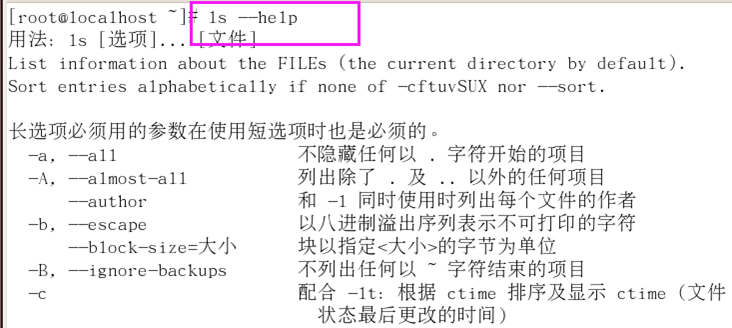 [root@localhost ~]# ls --help
用法: ls [选项]... [文件]
List information about the FILEs (the current directory by default).
Sort entries alphabetically if none of -cftuvSUX nor --sort.
长选项必须用的参数在使用短选项时也是必须的。
-a, --all 不隐藏任何以 . 字符开始的项目
-A, --almost-all 列出除了 . 及 .. 以外的任何项目
--author 和 -l 同时使用时列出每个文件的作者
-b, --escape 以八进制溢出序列表示不可打印的字符
--block-size=大小 块以指定<大小>的字节为单位
-B, --ignore-backups 不列出任何以 ~ 字符结束的项目
-c 配合 -lt: 根据 ctime 排序及显示 ctime (文件
状态最后更改的时间)